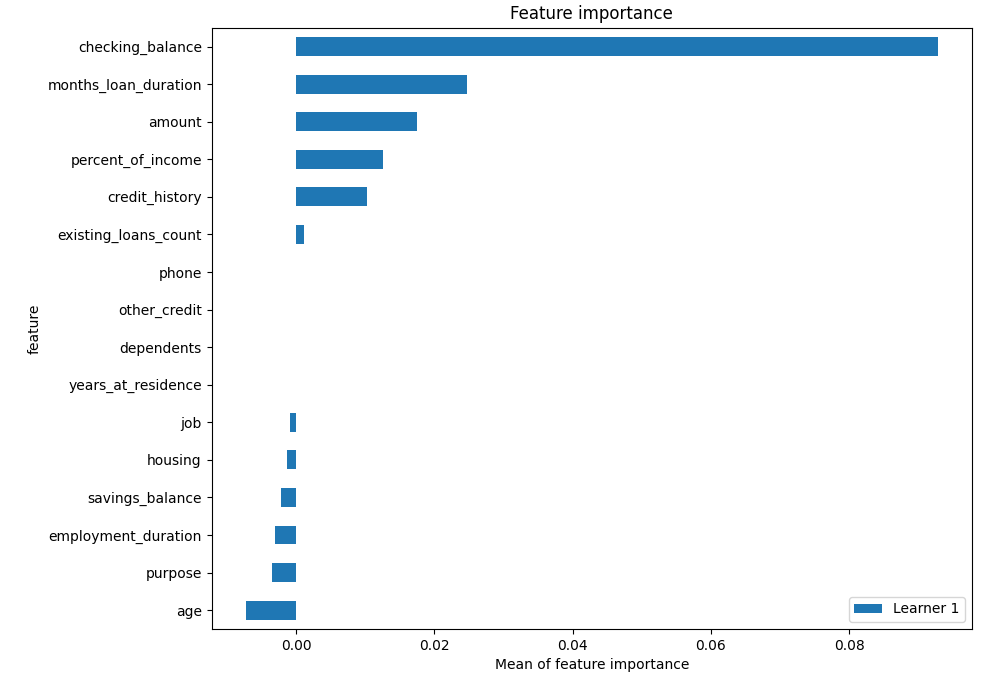 Feature importance
checking_balance
months_loan_duration
amount
percent_of_income
credit_history
existing_loans_count
phone
other_credit
dependents
years_at_residence
job
housing
savings_balance
employment_duration
purpose
age
feature
Learner 1
0.00 0.02 0.04 0.06 0.08
Mean of feature importance